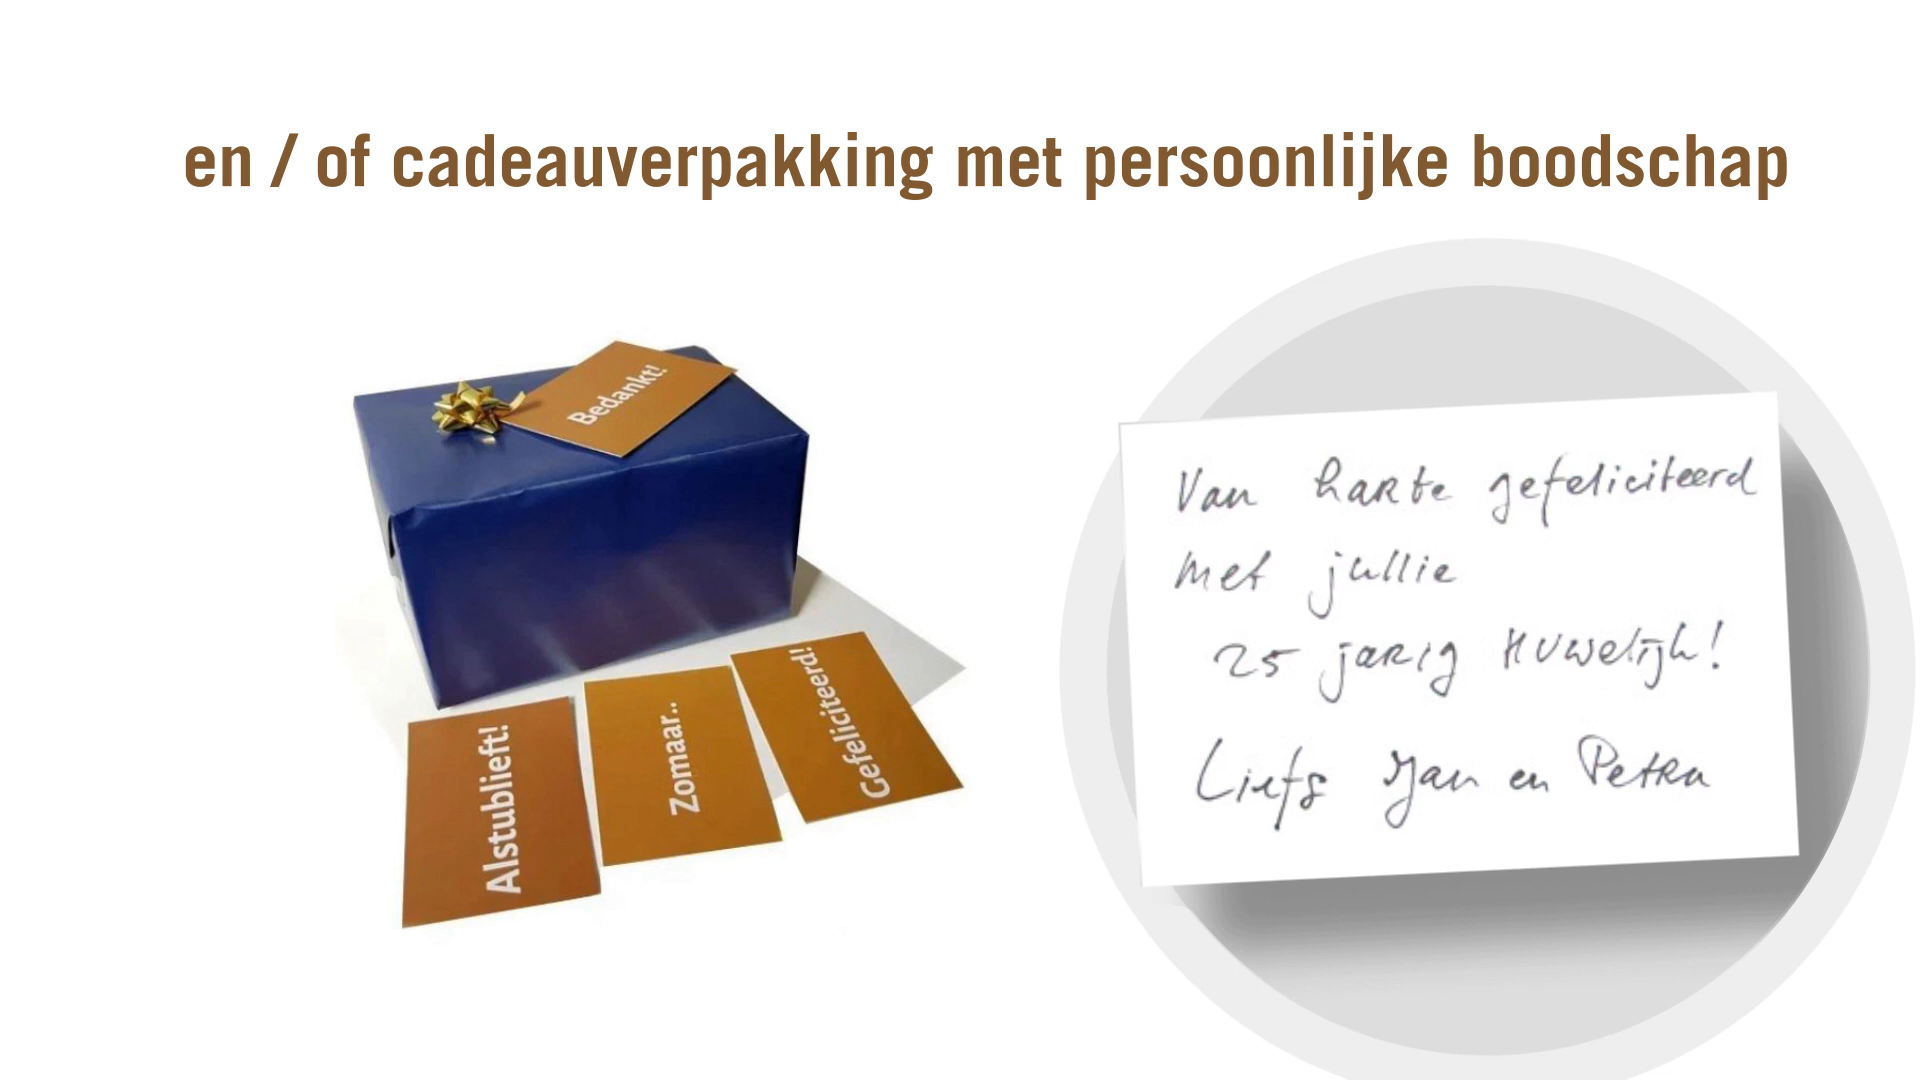 en / of cadeauverpakking met persoonlijke boodschap
Bedankt!
Alstublieft!
Zomaar..
Gefeliciteerd!
Van harte gefeliciteerd
met jullie
25 jarig Huwelijk!
Liefs Jan en Petra